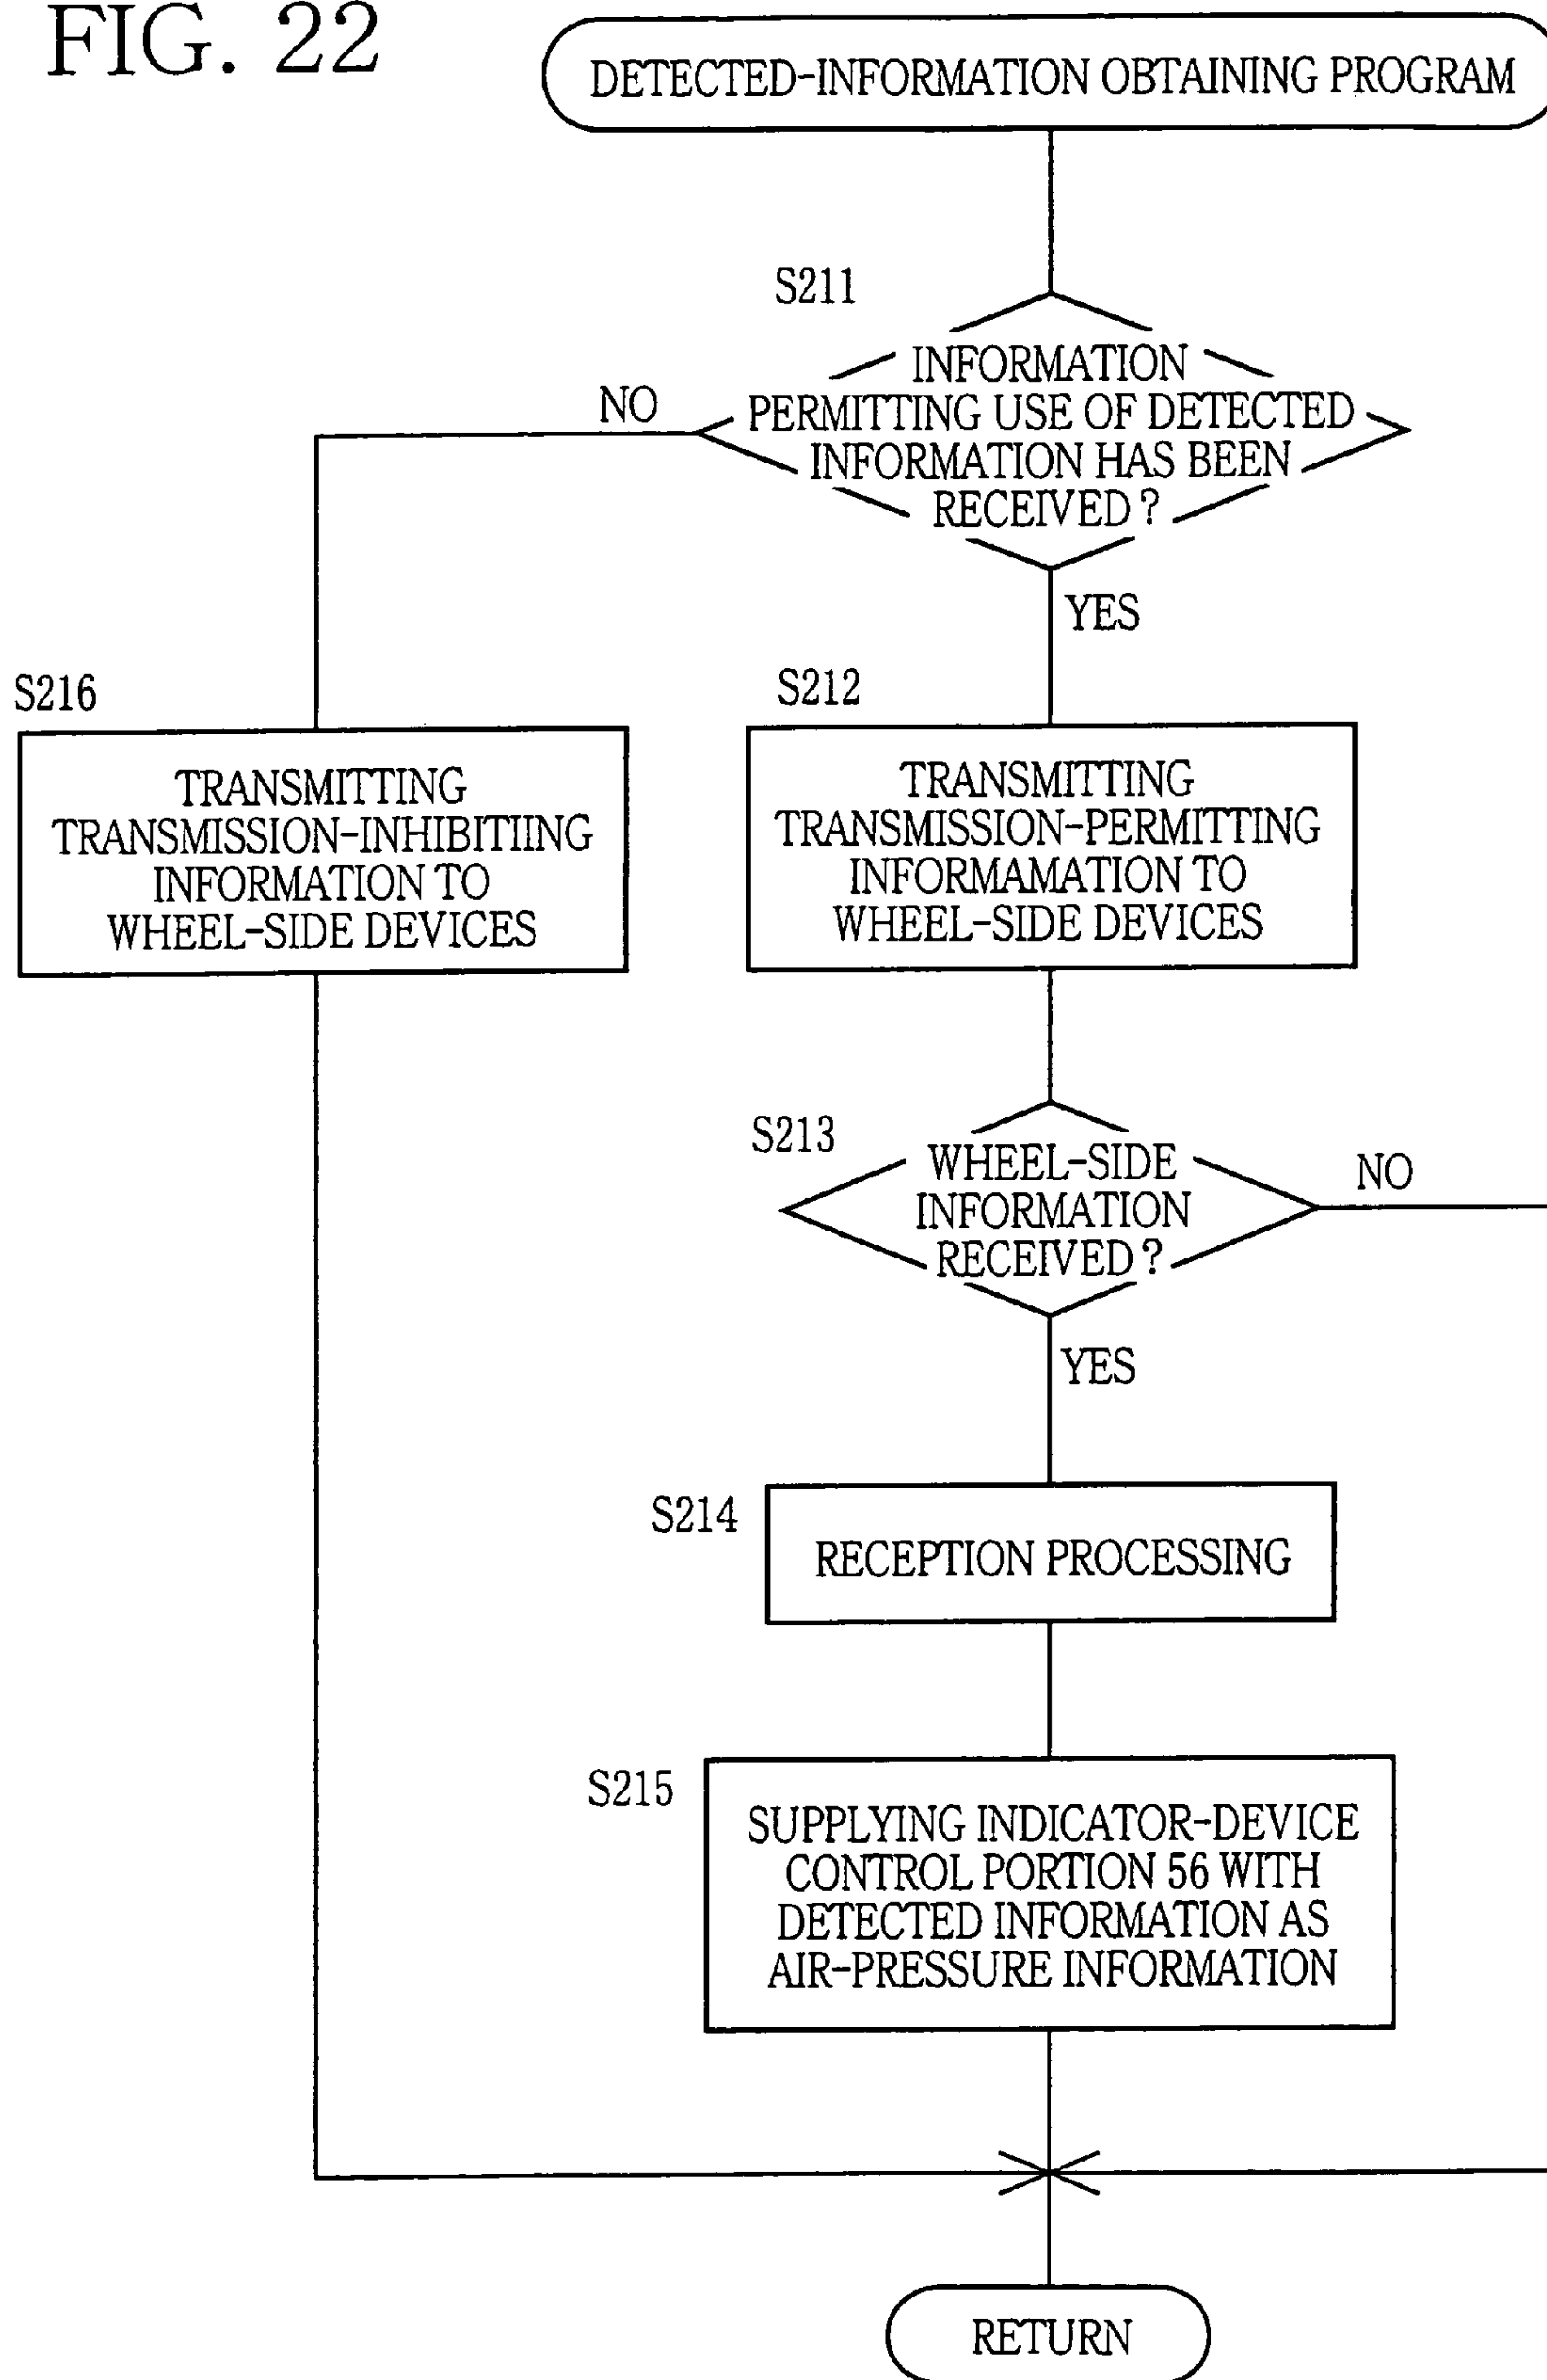 FIG. 22
DETECTED-INFORMATION OBTAINING PROGRAM
S211
INFORMATION
PERMITTING USE OF DETECTED
INFORMATION HAS BEEN
RECEIVED ?
NO
YES
S216
TRANSMITTING
TRANSMISSION-INHIBITIING
INFORMATION TO
WHEEL-SIDE DEVICES
S212
TRANSMITTING
TRANSMISSION-PERMITTING
INFORMAMATION TO
WHEEL-SIDE DEVICES
S213
WHEEL-SIDE
INFORMATION
RECEIVED ?
NO
YES
S214
RECEPTION PROCESSING
S215
SUPPLYING INDICATOR-DEVICE
CONTROL PORTION 56 WITH
DETECTED INFORMATION AS
AIR-PRESSURE INFORMATION
RETURN